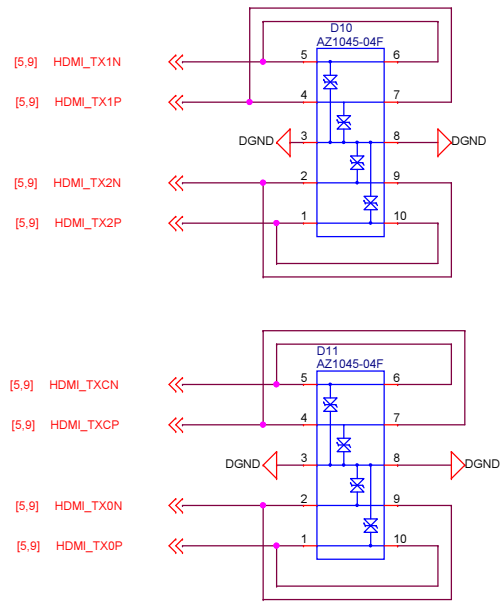 D10
AZ1045-04F
[5,9] HDMI_TX1N 5 6
[5,9] HDMI_TX1P 4 7
DGND 3 8 DGND
[5,9] HDMI_TX2N 2 9
[5,9] HDMI_TX2P 1 10
D11
AZ1045-04F
[5,9] HDMI_TXCN 5 6
[5,9] HDMI_TXCP 4 7
DGND 3 8 DGND
[5,9] HDMI_TX0N 2 9
[5,9] HDMI_TX0P 1 10